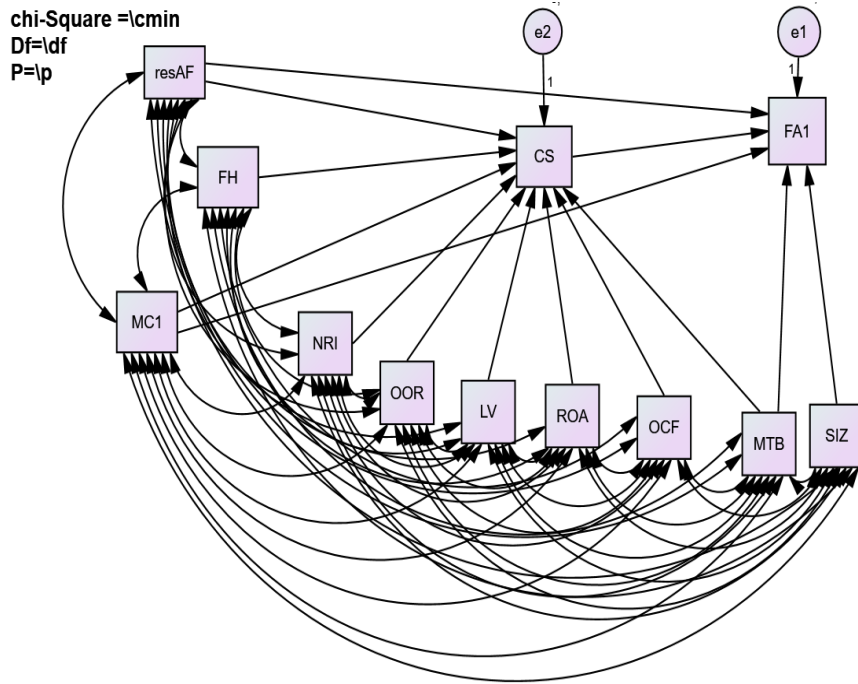 chi-Square =\cmin
Df=\df
P=\p
e2
e1
1
1
resAF
FA1
CS
FH
MC1
NRI
OOR
LV
ROA
OCF
MTB
SIZ